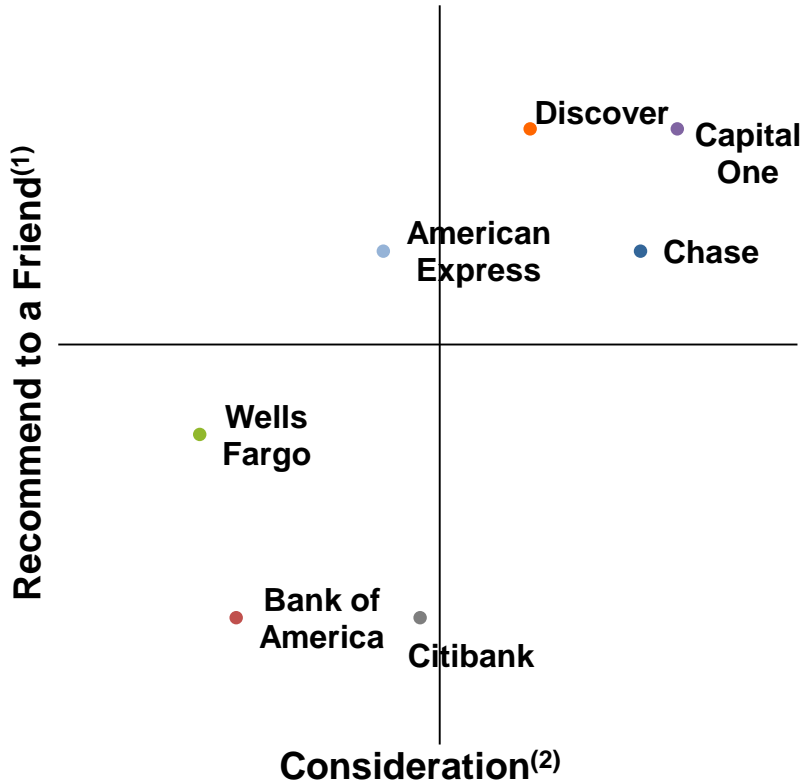 Discover
Capital
One
American
Express
Chase
Recommend to a Friend(1)
Wells
Fargo
Bank of
America
Citibank
Consideration(2)